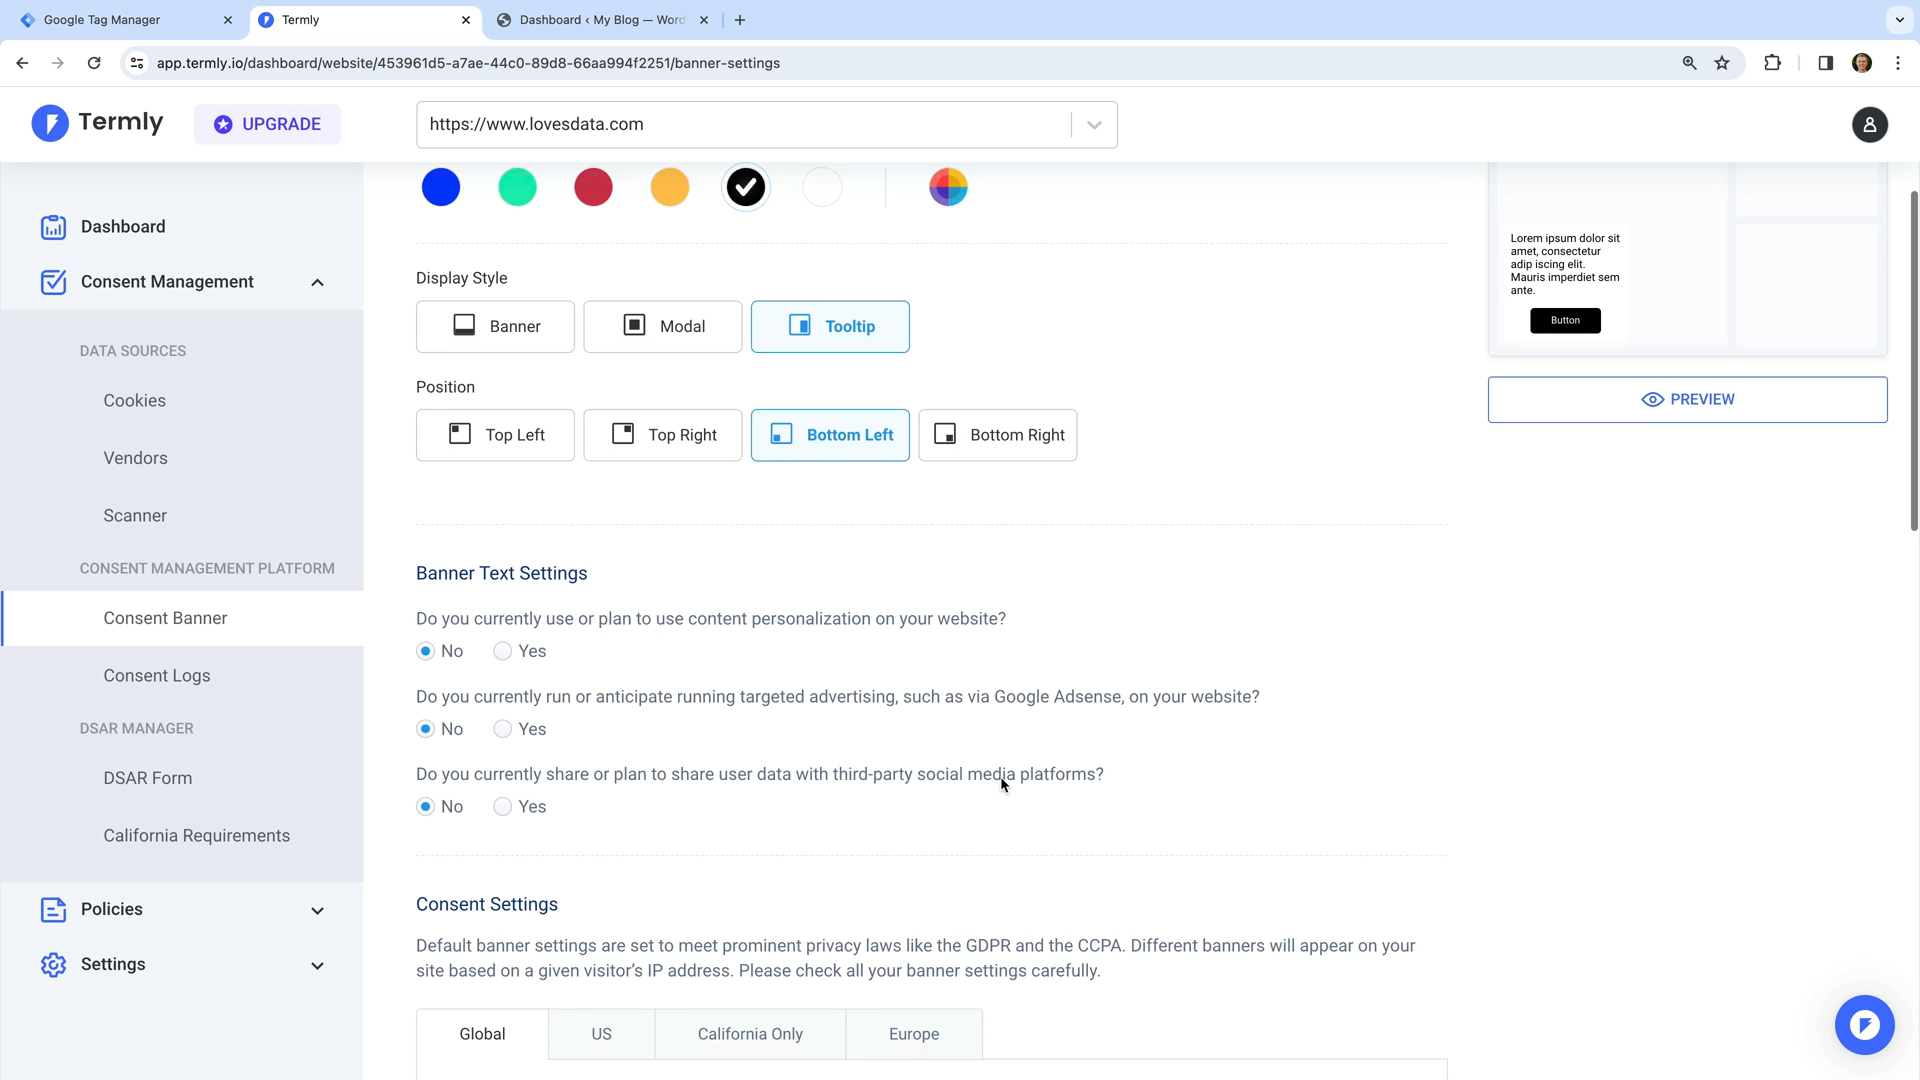 Google Tag Manager
Termly
Dashboard ‹ My Blog — Word
app.termly.io/dashboard/website/453961d5-a7ae-44c0-89d8-66aa994f2251/banner-settings
Termly
UPGRADE
https://www.lovesdata.com
Dashboard
Consent Management
DATA SOURCES
Cookies
Vendors
Scanner
CONSENT MANAGEMENT PLATFORM
Consent Banner
Consent Logs
DSAR MANAGER
DSAR Form
California Requirements
Policies
Settings
Display Style
Banner Modal Tooltip
Position
Top Left Top Right Bottom Left Bottom Right
Banner Text Settings
Do you currently use or plan to use content personalization on your website?
No Yes
Do you currently run or anticipate running targeted advertising, such as via Google Adsense, on your website?
No Yes
Do you currently share or plan to share user data with third-party social media platforms?
No Yes
Consent Settings
Default banner settings are set to meet prominent privacy laws like the GDPR and the CCPA. Different banners will appear on your
site based on a given visitor’s IP address. Please check all your banner settings carefully.
Global US California Only Europe
Lorem ipsum dolor sit
amet, consectetur
adip iscing elit.
Mauris imperdiet sem
ante.
Button
PREVIEW